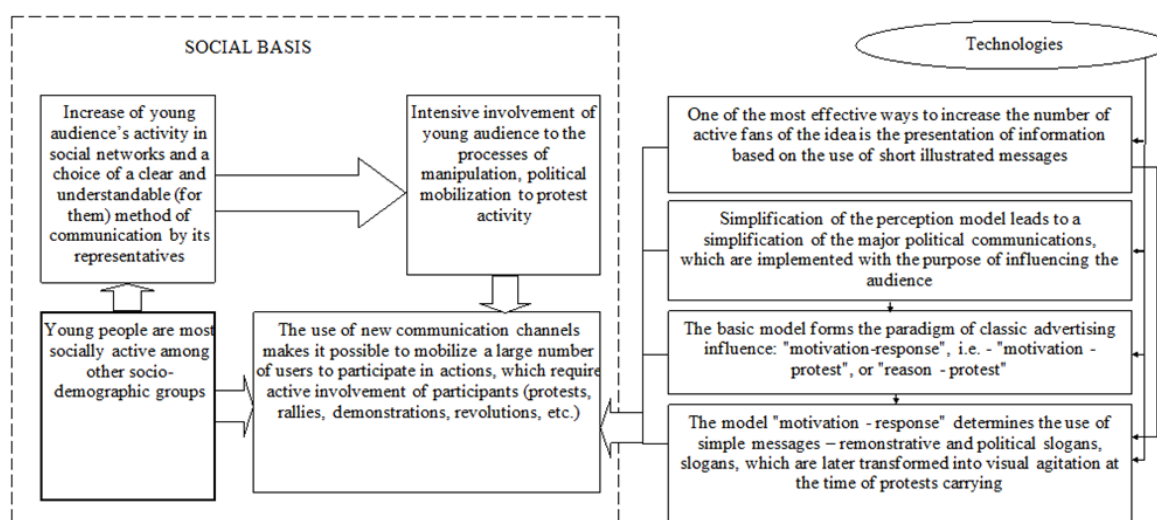 SOCIAL BASIS
Increase of young
audience's activity in
social networks and a
choice of a clear and
understandable (for
them) method of
communication by its
representatives
Intensive involvement of
young audience to the
processes of
manipulation, political
mobilization to protest
activity
Young people are most
socially active among
other socio-
demographic groups
The use of new communication channels
makes it possible to mobilize a large number
of users to participate in actions, which require
active involvement of participants (protests,
rallies, demonstrations, revolutions, etc.)
Technologies
One of the most effective ways to increase the number of
active fans of the idea is the presentation of information
based on the use of short illustrated messages
Simplification of the perception model leads to a
simplification of the major political communications,
which are implemented with the purpose of influencing the
audience
The basic model forms the paradigm of classic advertising
influence: "motivation-response", i.e. - "motivation -
protest", or "reason - protest"
The model "motivation - response" determines the use of
simple messages – remonstrative and political slogans,
slogans, which are later transformed into visual agitation at
the time of protests carrying